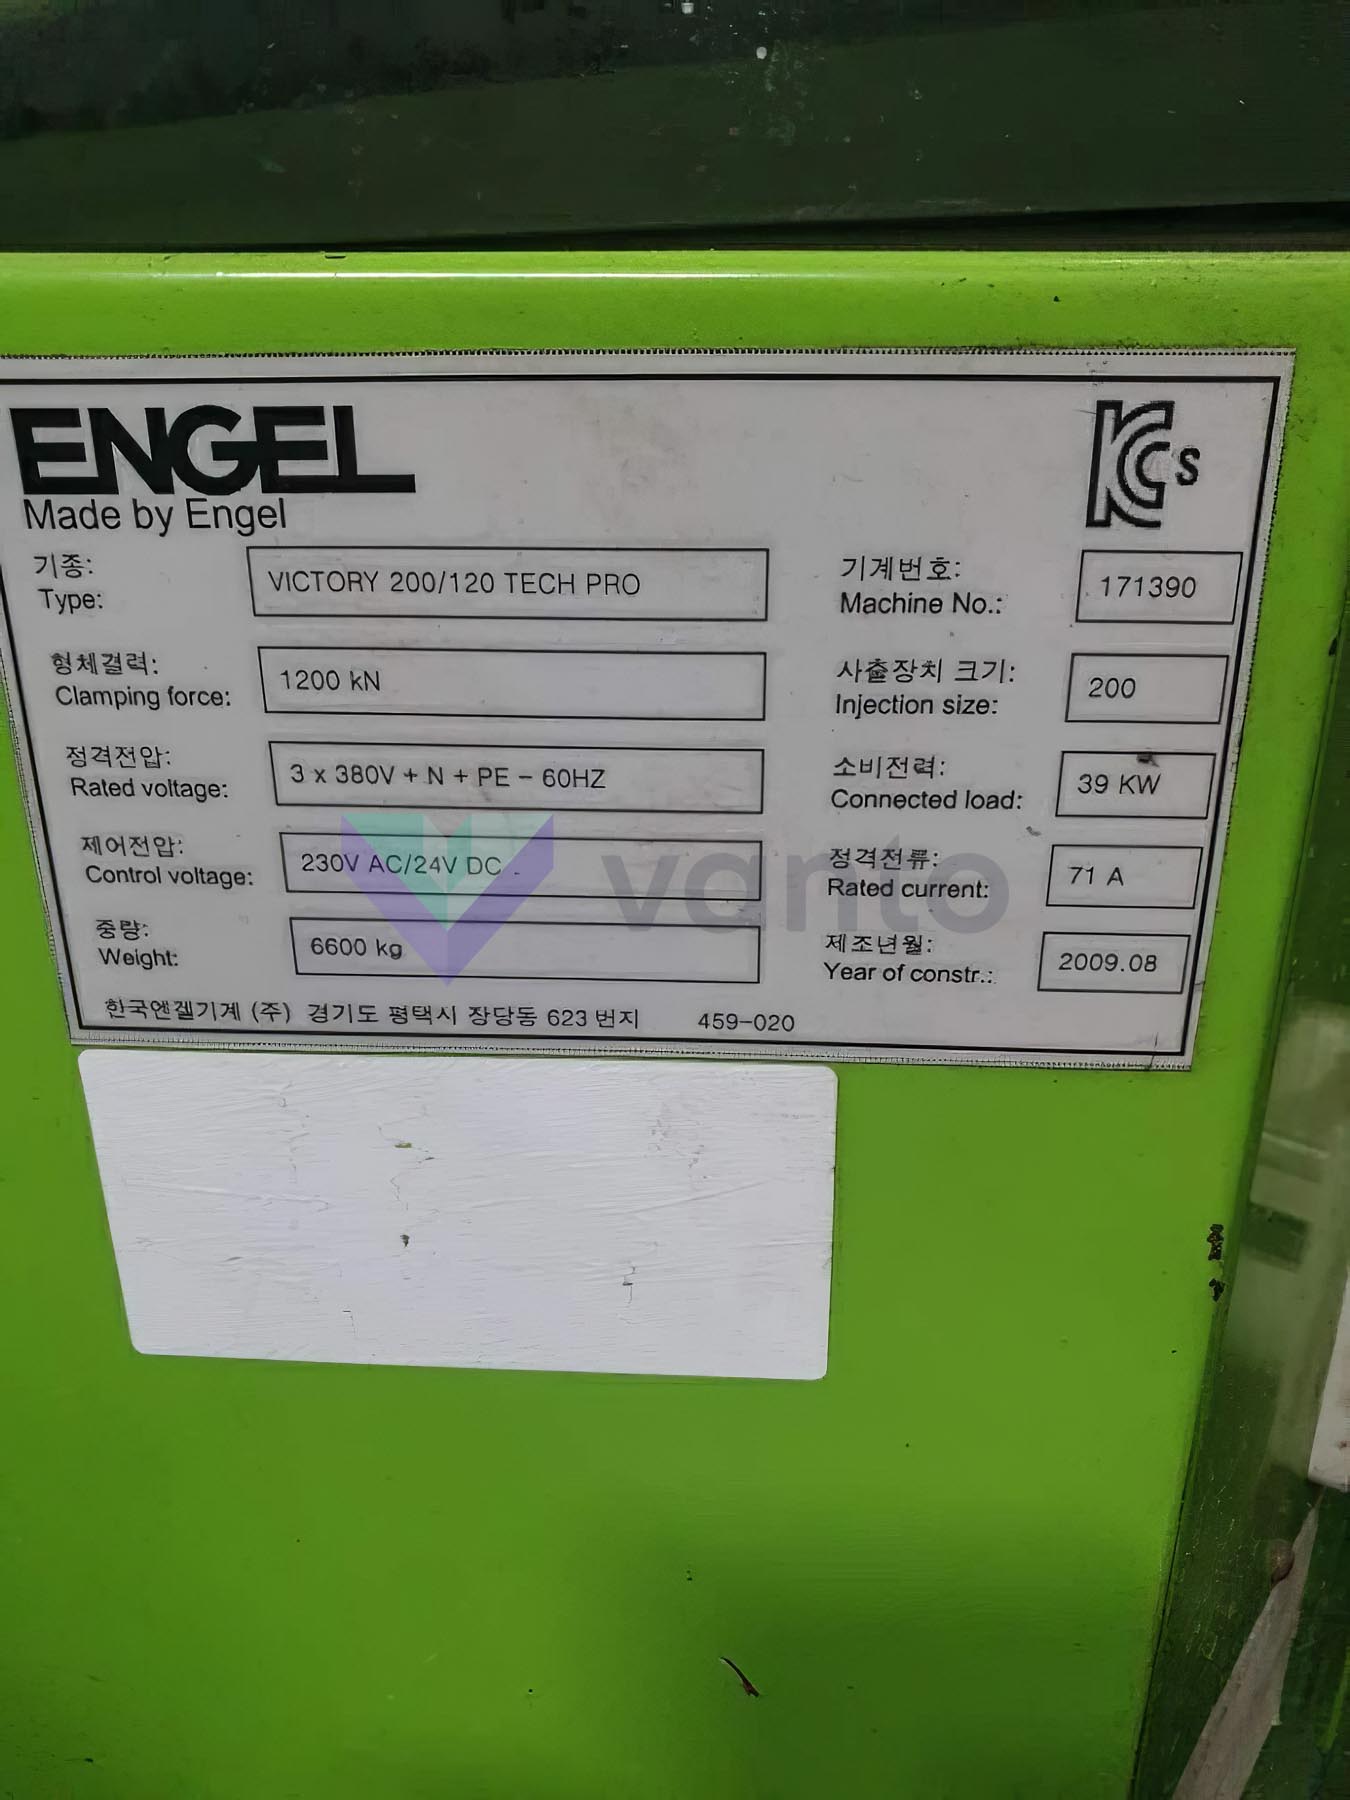 ENGEL
Made by Engel
KCs
기종:
Type:
VICTORY 200/120 TECH PRO
기계번호:
Machine No.:
171390
형체결력:
Clamping force:
1200 kN
사출장치 크기:
Injection size:
200
정격전압:
Rated voltage:
3 x 380V + N + PE - 60HZ
소비전력:
Connected load:
39 KW
제어전압:
Control voltage:
230V AC/24V DC
정격전류:
Rated current:
71 A
중량:
Weight:
6600 kg
제조년월:
Year of constr.:
2009.08
한국엔겔기계 (주) 경기도 평택시 장당동 623 번지 459-020
vanto